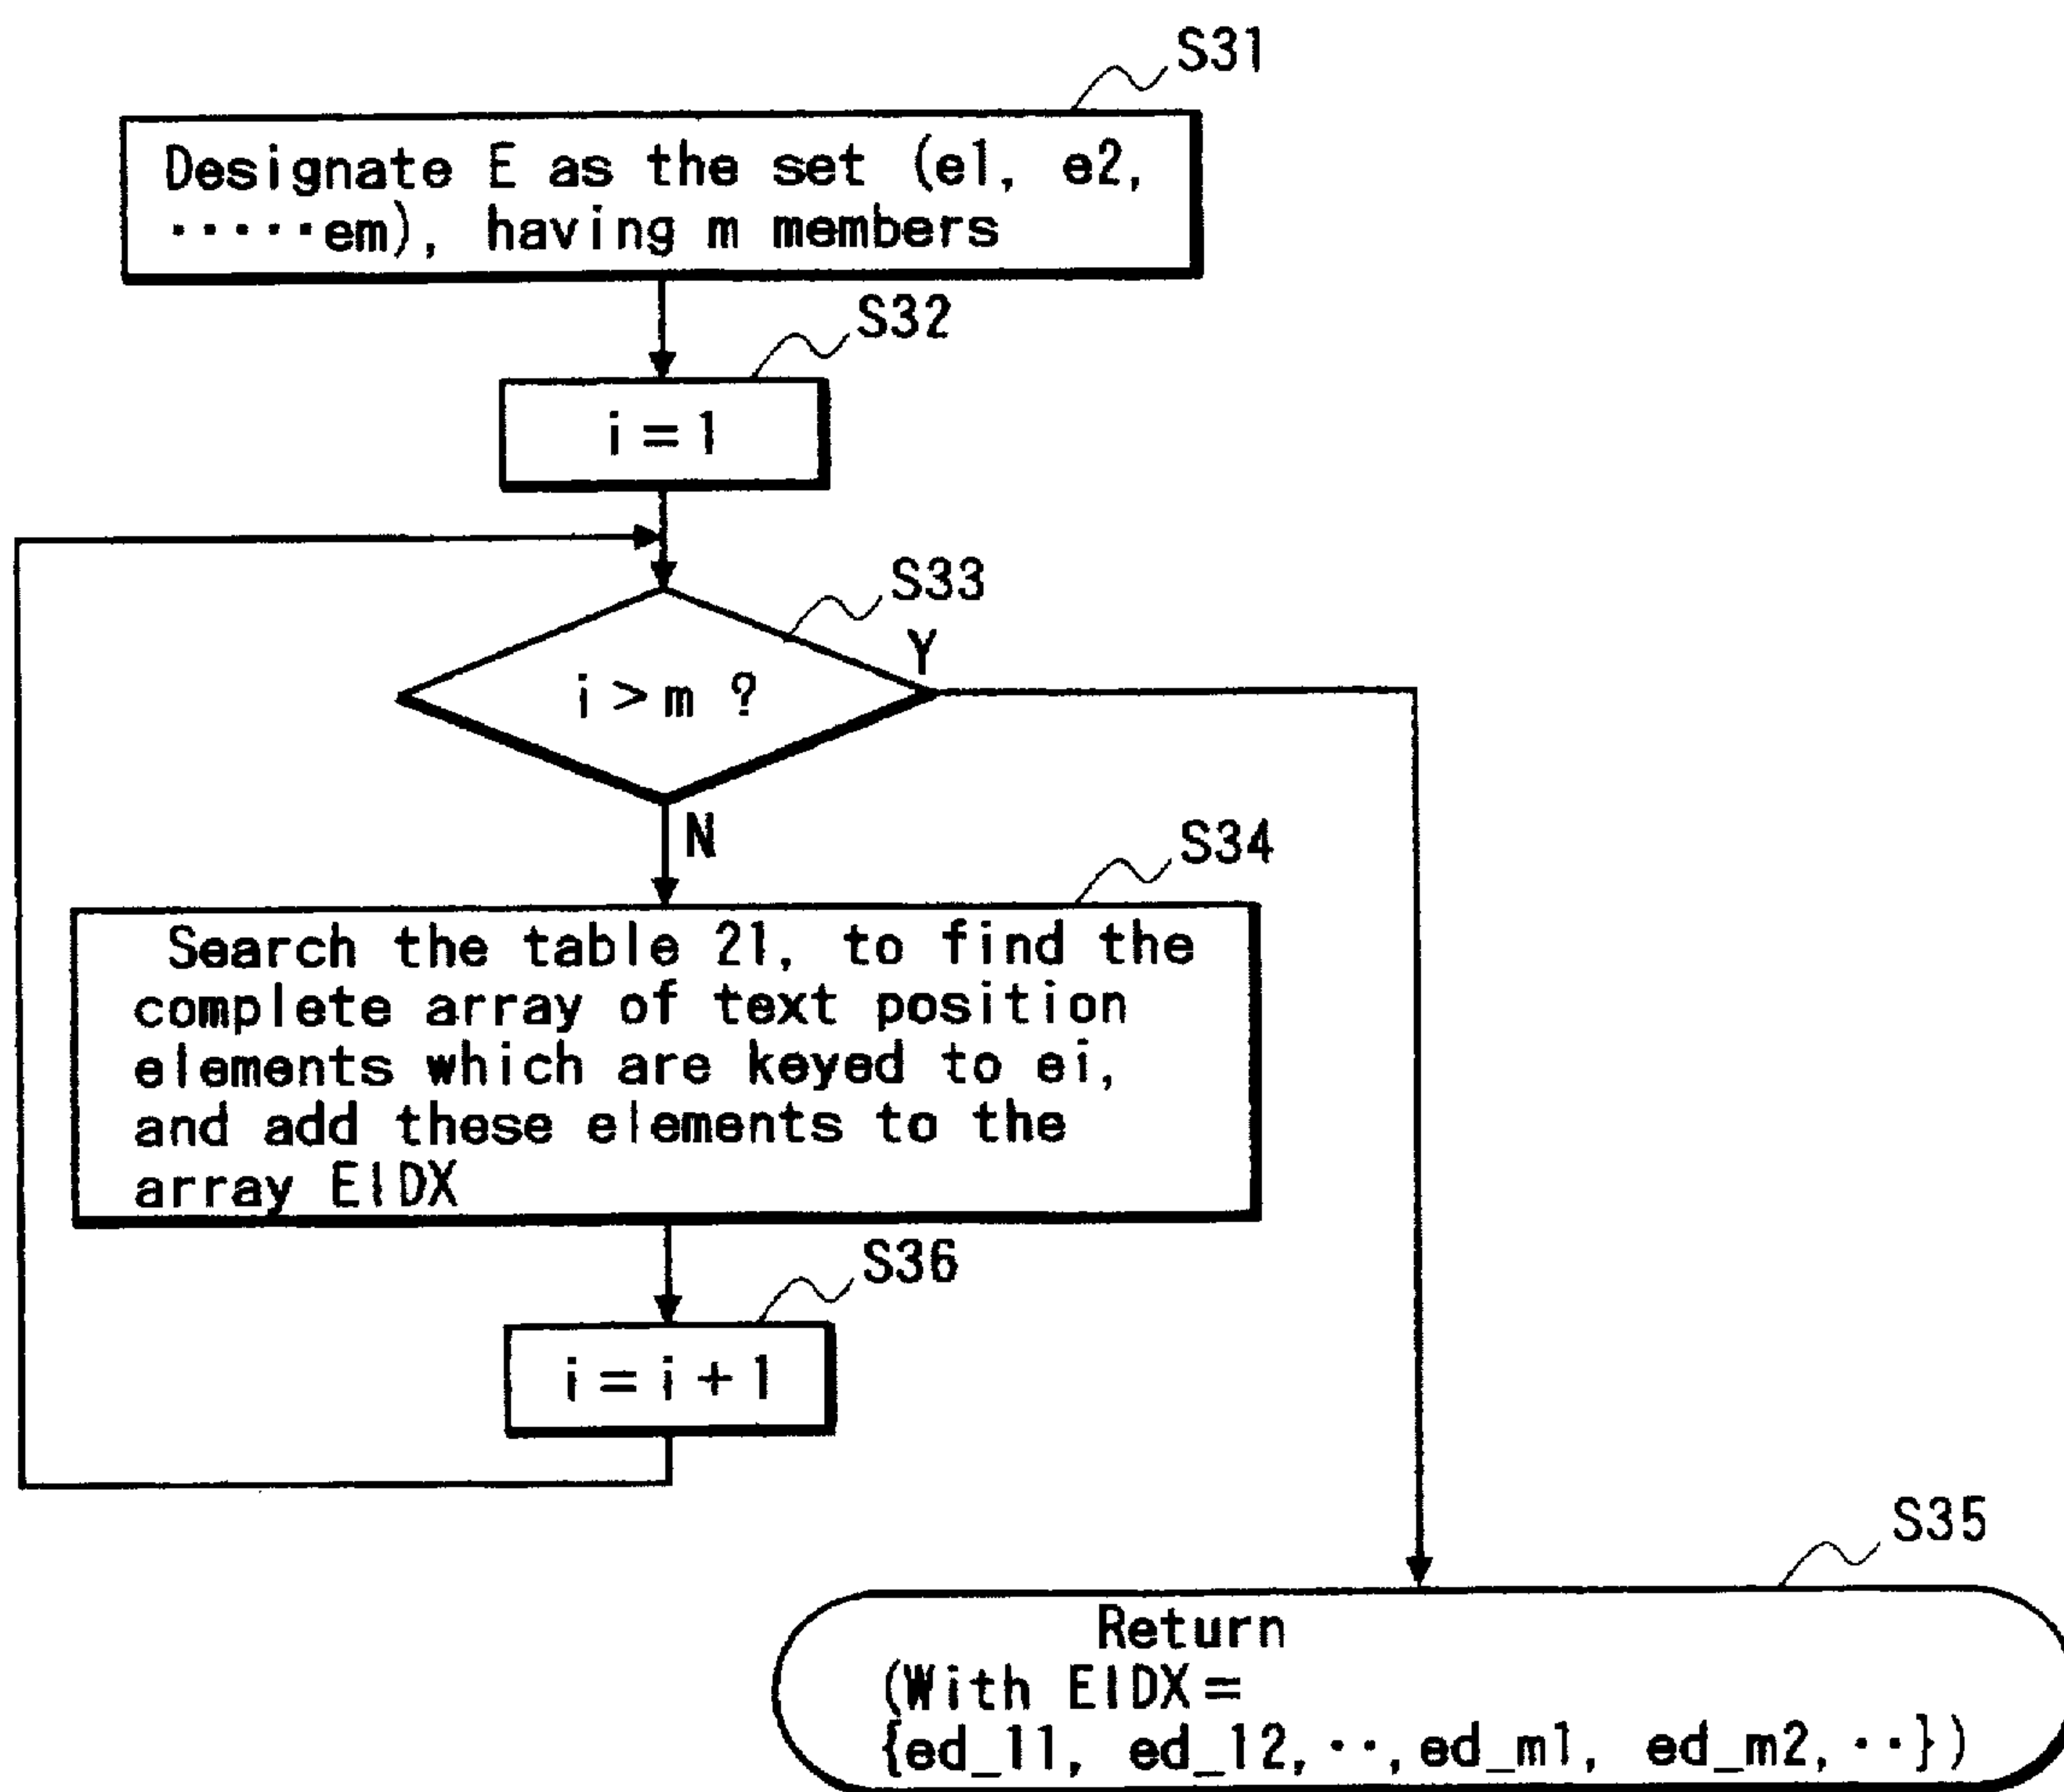 S31
Designate E as the set (e1, e2,
·····em), having m members
S32
i=1
S33
Y
i>m ?
N
S34
Search the table 21, to find the
complete array of text position
elements which are keyed to ei,
and add these elements to the
array EIDX
S36
i=i+1
S35
Return
(With EIDX=
{ed_11, ed_12,··,ed_m1, ed_m2,··})